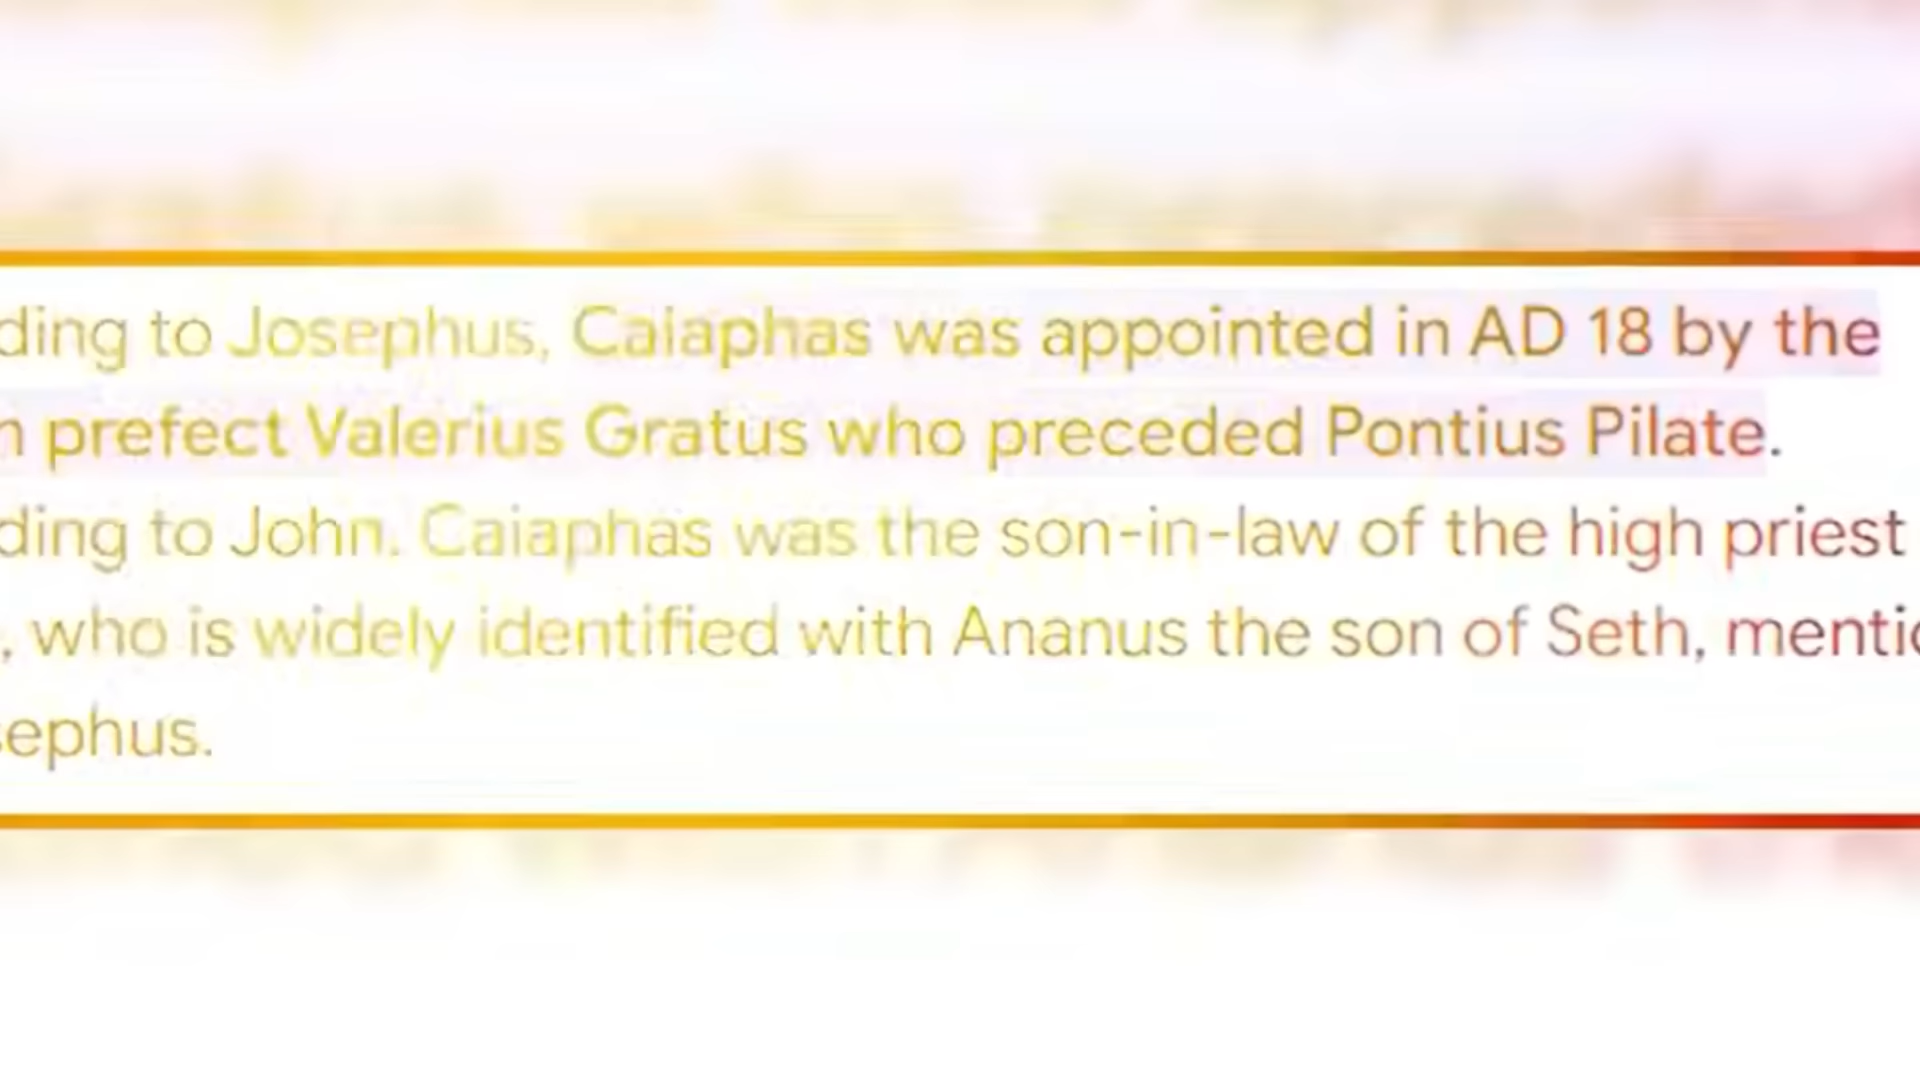 ding to Josephus, Caiaphas was appointed in AD 18 by the
n prefect Valerius Gratus who preceded Pontius Pilate.
ding to John. Caiaphas was the son-in-law of the high priest
, who is widely identified with Ananus the son of Seth, mentio
sephus.